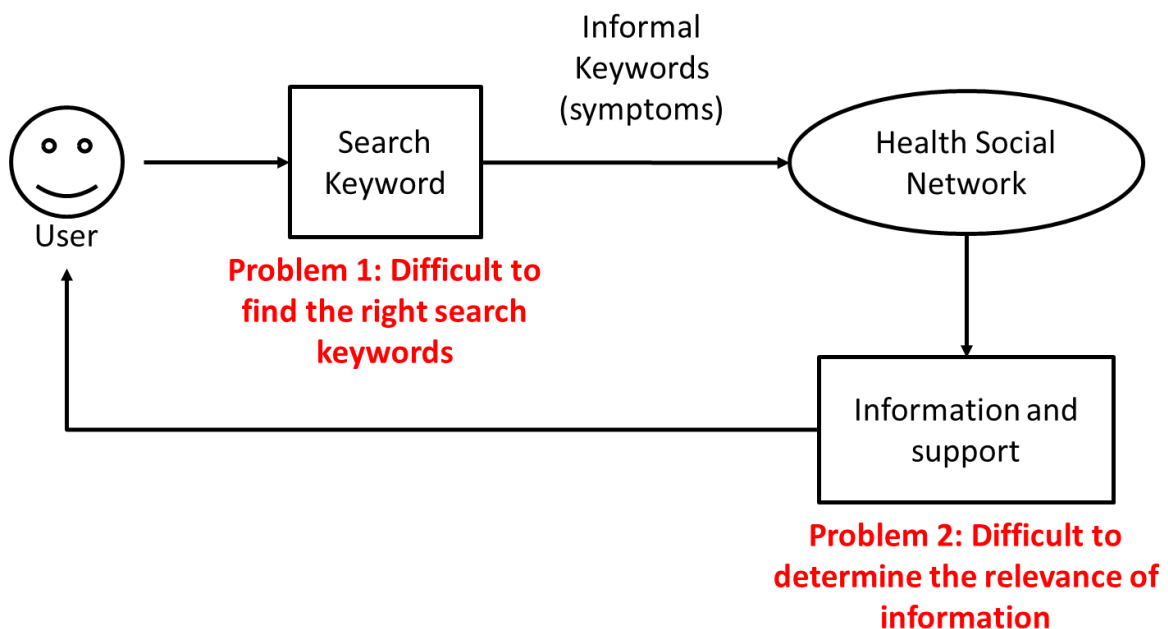 Informal
Keywords
(symptoms)
Search
Keyword
Health Social
Network
User
Problem 1: Difficult to
find the right search
keywords
Information and
support
Problem 2: Difficult to
determine the relevance of
information